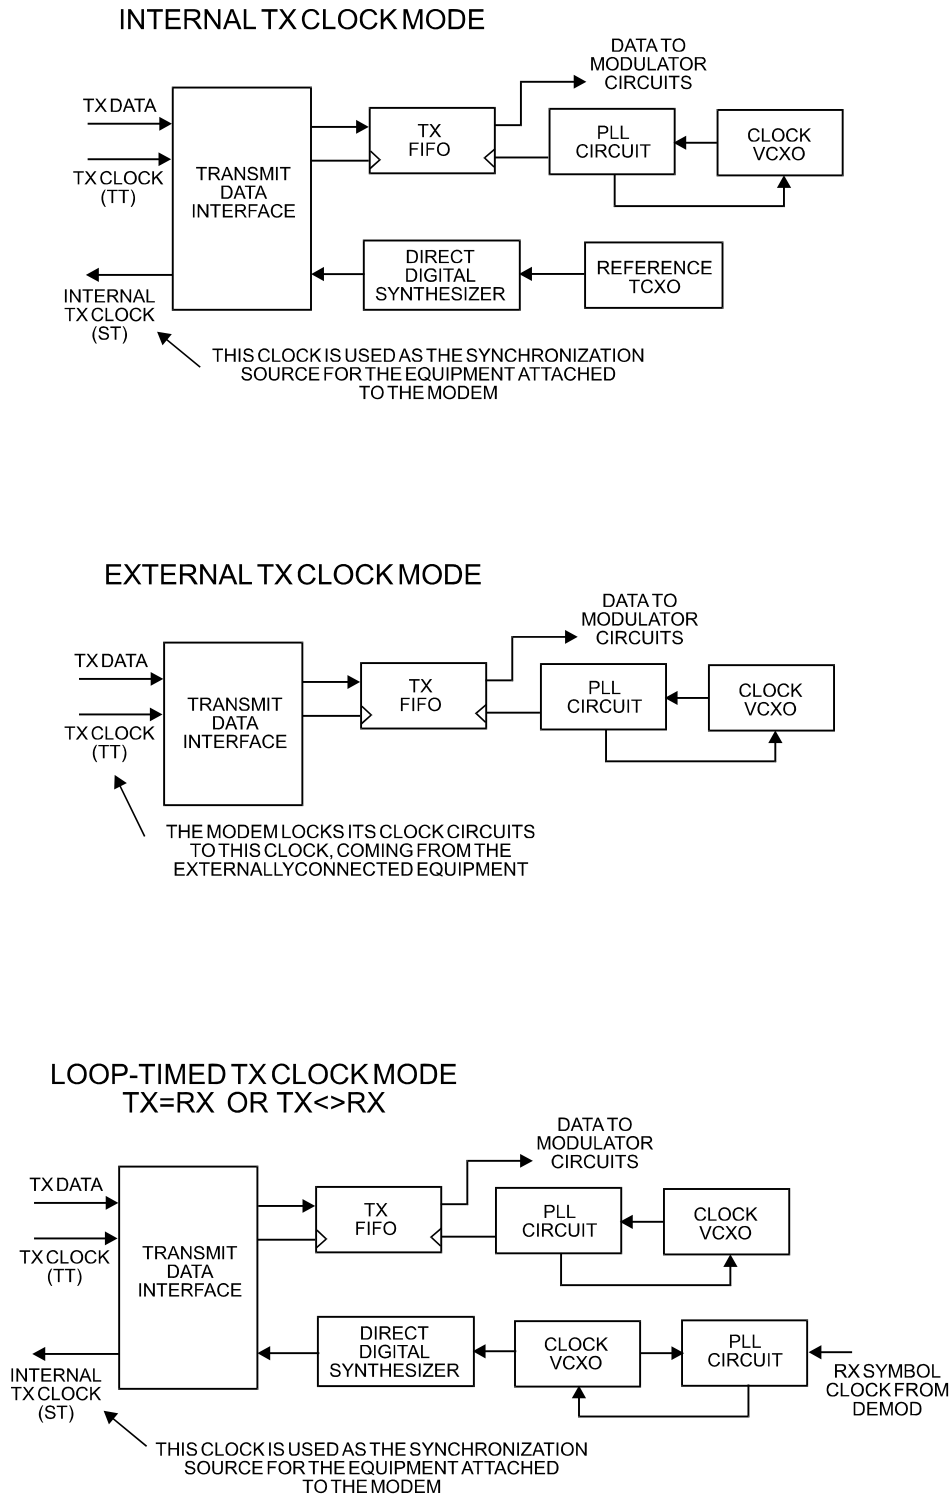 INTERNAL TX CLOCK MODE
DATA TO
MODULATOR
CIRCUITS
TX DATA
TX CLOCK
(TT)
TRANSMIT
DATA
INTERFACE
TX
FIFO
PLL
CIRCUIT
CLOCK
VCXO
DIRECT
DIGITAL
SYNTHESIZER
REFERENCE
TCXO
INTERNAL
TX CLOCK
(ST)
THIS CLOCK IS USED AS THE SYNCHRONIZATION
SOURCE FOR THE EQUIPMENT ATTACHED
TO THE MODEM
EXTERNAL TX CLOCK MODE
DATA TO
MODULATOR
CIRCUITS
TX DATA
TX CLOCK
(TT)
TRANSMIT
DATA
INTERFACE
TX
FIFO
PLL
CIRCUIT
CLOCK
VCXO
THE MODEM LOCKS ITS CLOCK CIRCUITS
TO THIS CLOCK, COMING FROM THE
EXTERNALLY CONNECTED EQUIPMENT
LOOP-TIMED TX CLOCK MODE
TX=RX OR TX<>RX
DATA TO
MODULATOR
CIRCUITS
TX DATA
TX CLOCK
(TT)
TRANSMIT
DATA
INTERFACE
TX
FIFO
PLL
CIRCUIT
CLOCK
VCXO
DIRECT
DIGITAL
SYNTHESIZER
CLOCK
VCXO
PLL
CIRCUIT
RX SYMBOL
CLOCK FROM
DEMOD
INTERNAL
TX CLOCK
(ST)
THIS CLOCK IS USED AS THE SYNCHRONIZATION
SOURCE FOR THE EQUIPMENT ATTACHED
TO THE MODEM